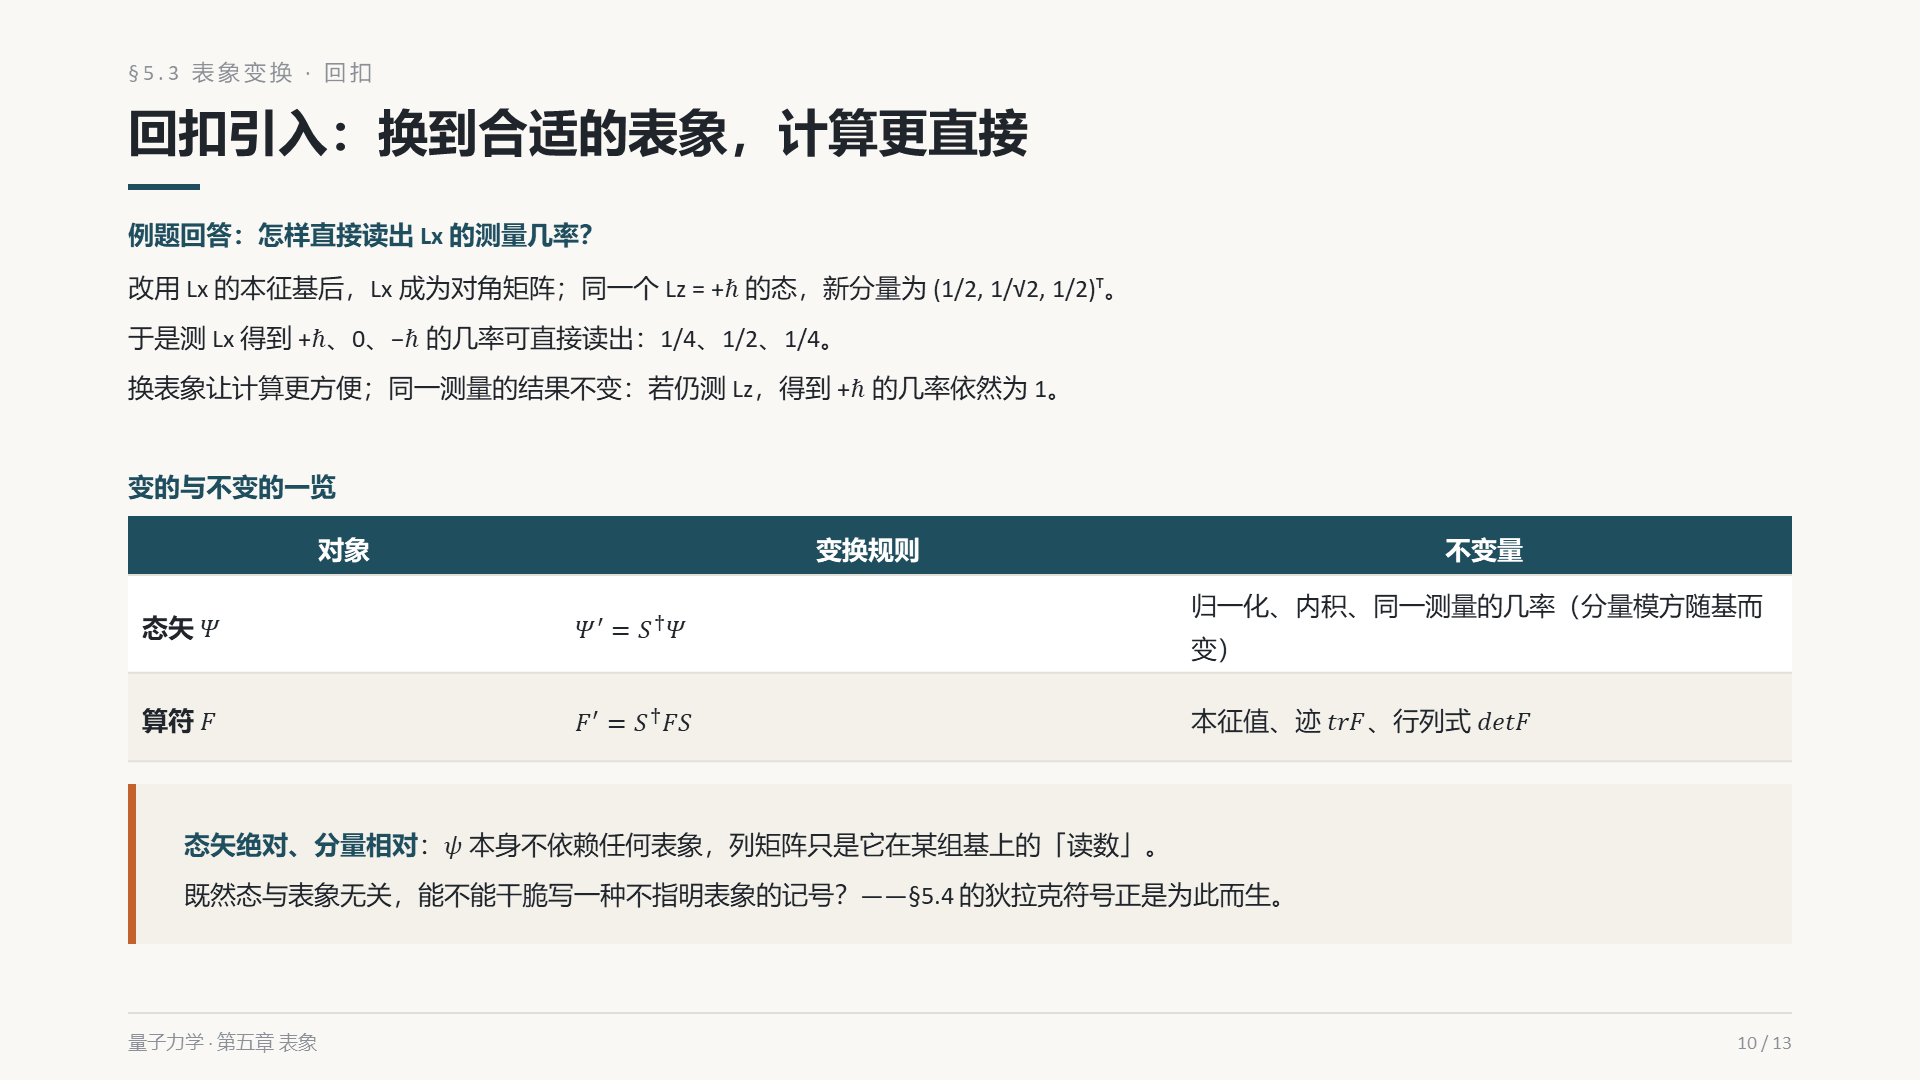 §5.3 表象变换 · 回扣
回扣引入：换到合适的表象，计算更直接
例题回答：怎样直接读出 Lx 的测量几率？
改用 Lx 的本征基后，Lx 成为对角矩阵；同一个 Lz = +ℏ 的态，新分量为 (1/2, 1/√2, 1/2)ᵀ。
于是测 Lx 得到 +ℏ、0、−ℏ 的几率可直接读出：1/4、1/2、1/4。
换表象让计算更方便；同一测量的结果不变：若仍测 Lz，得到 +ℏ 的几率依然为 1。
变的与不变的一览
对象 变换规则 不变量
态矢 Ψ Ψ′ = S†Ψ 归一化、内积、同一测量的几率（分量模方随基而
变）
算符 F F′ = S†FS 本征值、迹 trF、行列式 detF
态矢绝对、分量相对：ψ 本身不依赖任何表象，列矩阵只是它在某组基上的「读数」。
既然态与表象无关，能不能干脆写一种不指明表象的记号？——§5.4 的狄拉克符号正是为此而生。
量子力学 · 第五章 表象
10 / 13